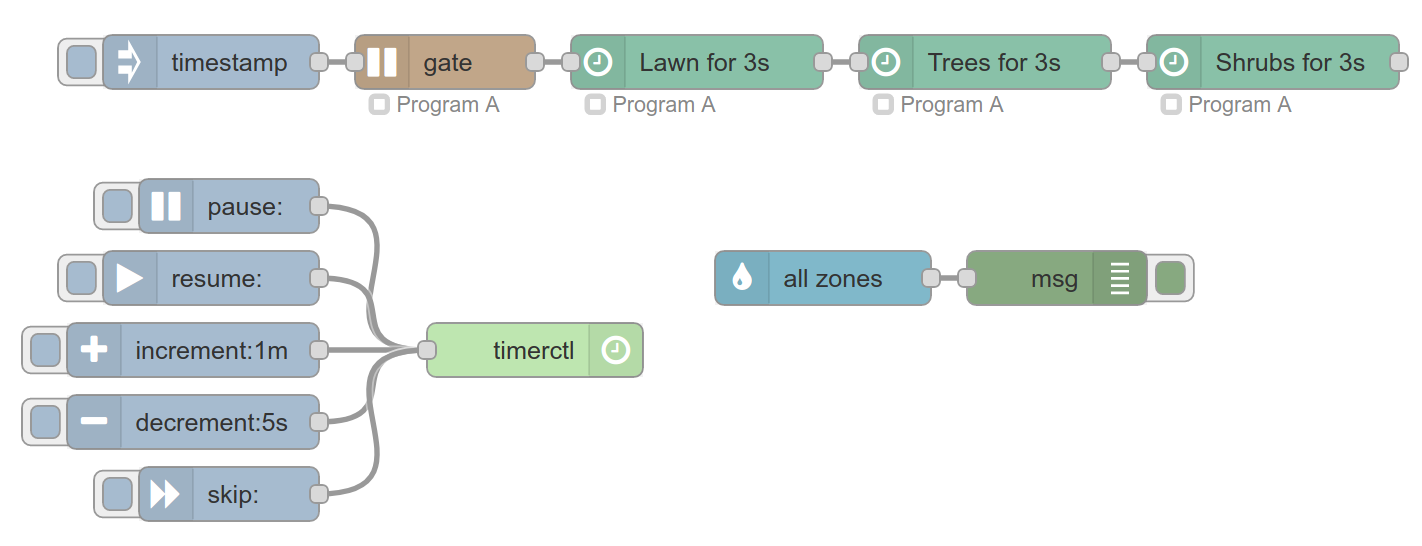 timestamp
gate
Lawn for 3s
Trees for 3s
Shrubs for 3s
Program A
Program A
Program A
Program A
pause:
resume:
all zones
msg
increment:1m
timerctl
decrement:5s
skip: